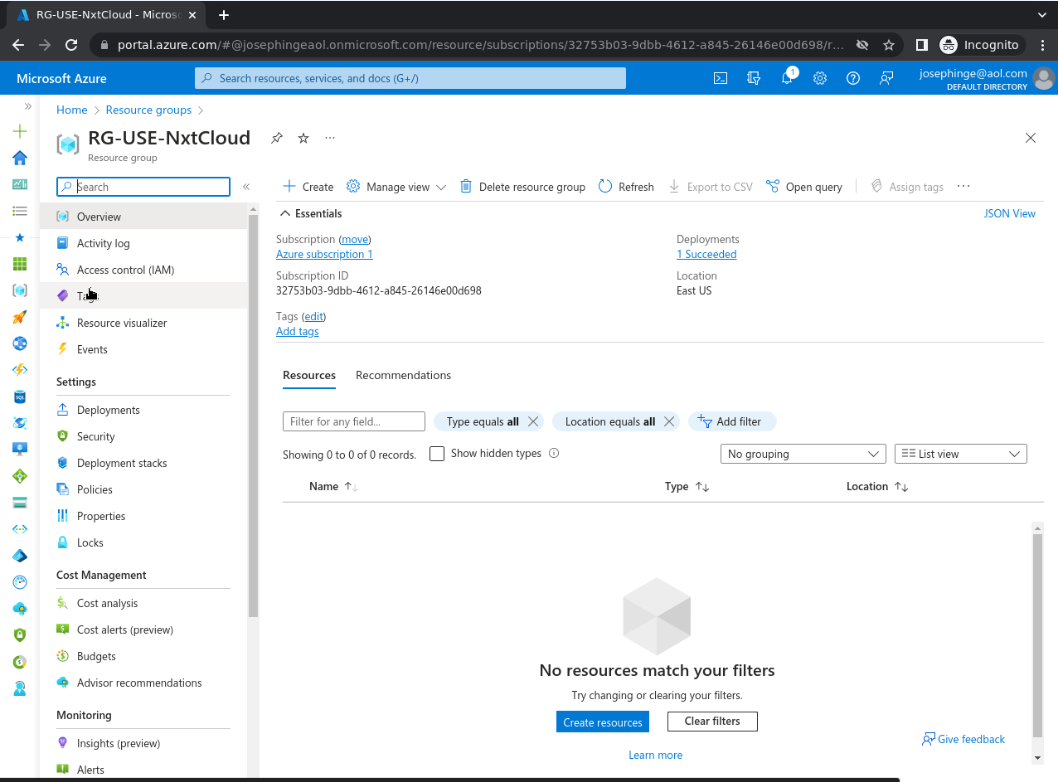 RG-USE-NxtCloud - Micros
portal.azure.com/#@josephingeaol.onmicrosoft.com/resource/subscriptions/32753b03-9dbb-4612-a845-26146e00d698/r...
Incognito
Microsoft Azure
Search resources, services, and docs (G+/)
1
josephinge@aol.com
DEFAULT DIRECTORY
Home > Resource groups >
RG-USE-NxtCloud
Resource group
Search
Overview
Activity log
Access control (IAM)
Resource visualizer
Events
Settings
Deployments
Security
Deployment stacks
Policies
Properties
Locks
Cost Management
Cost analysis
Cost alerts (preview)
Budgets
Advisor recommendations
Monitoring
Insights (preview)
Alerts
Create
Manage view
Delete resource group
Refresh
Export to CSV
Open query
Assign tags
Essentials
JSON View
Subscription (move)
Azure subscription 1
Subscription ID
32753b03-9dbb-4612-a845-26146e00d698
Tags (edit)
Add tags
Deployments
1 Succeeded
Location
East US
Resources
Recommendations
Filter for any field...
Type equals all
Location equals all
Add filter
Showing 0 to 0 of 0 records.
Show hidden types
No grouping
List view
Name
Type
Location
No resources match your filters
Try changing or clearing your filters.
Create resources
Clear filters
Learn more
Give feedback